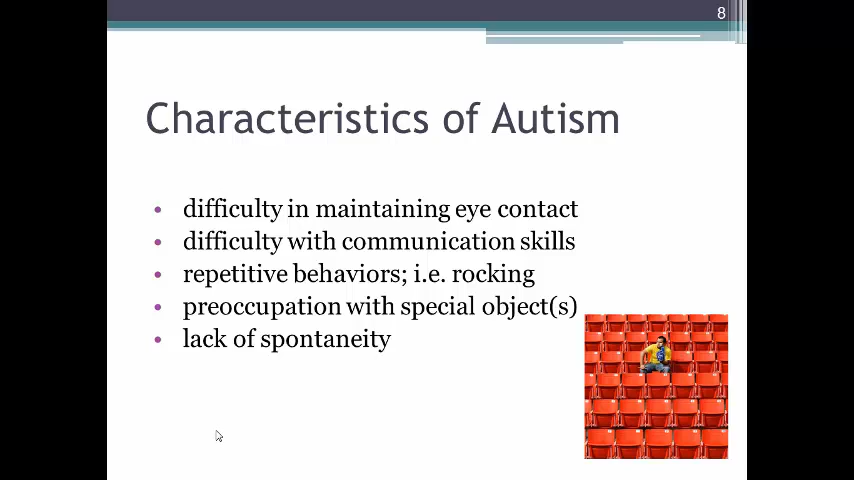 8
Characteristics of Autism
• difficulty in maintaining eye contact
• difficulty with communication skills
• repetitive behaviors; i.e. rocking
• preoccupation with special object(s)
• lack of spontaneity